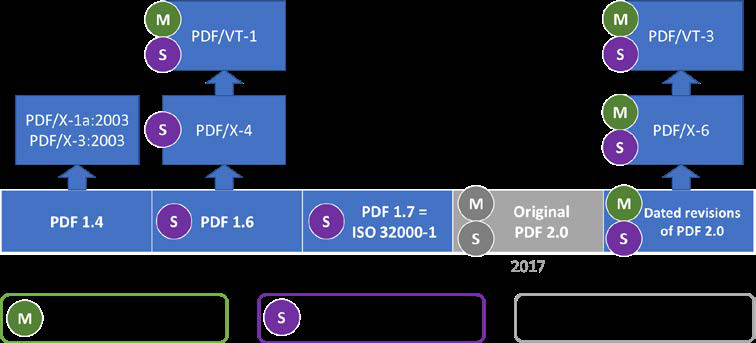 M
PDF/VT-1
S
M
PDF/VT-3
S
PDF/X-1a:2003
PDF/X-3:2003
S
PDF/X-4
M
PDF/X-6
S
PDF 1.4
S
PDF 1.6
S
PDF 1.7 =
ISO 32000-1
M
S
Original
PDF 2.0
M
S
Dated revisions
of PDF 2.0
2017
M
S